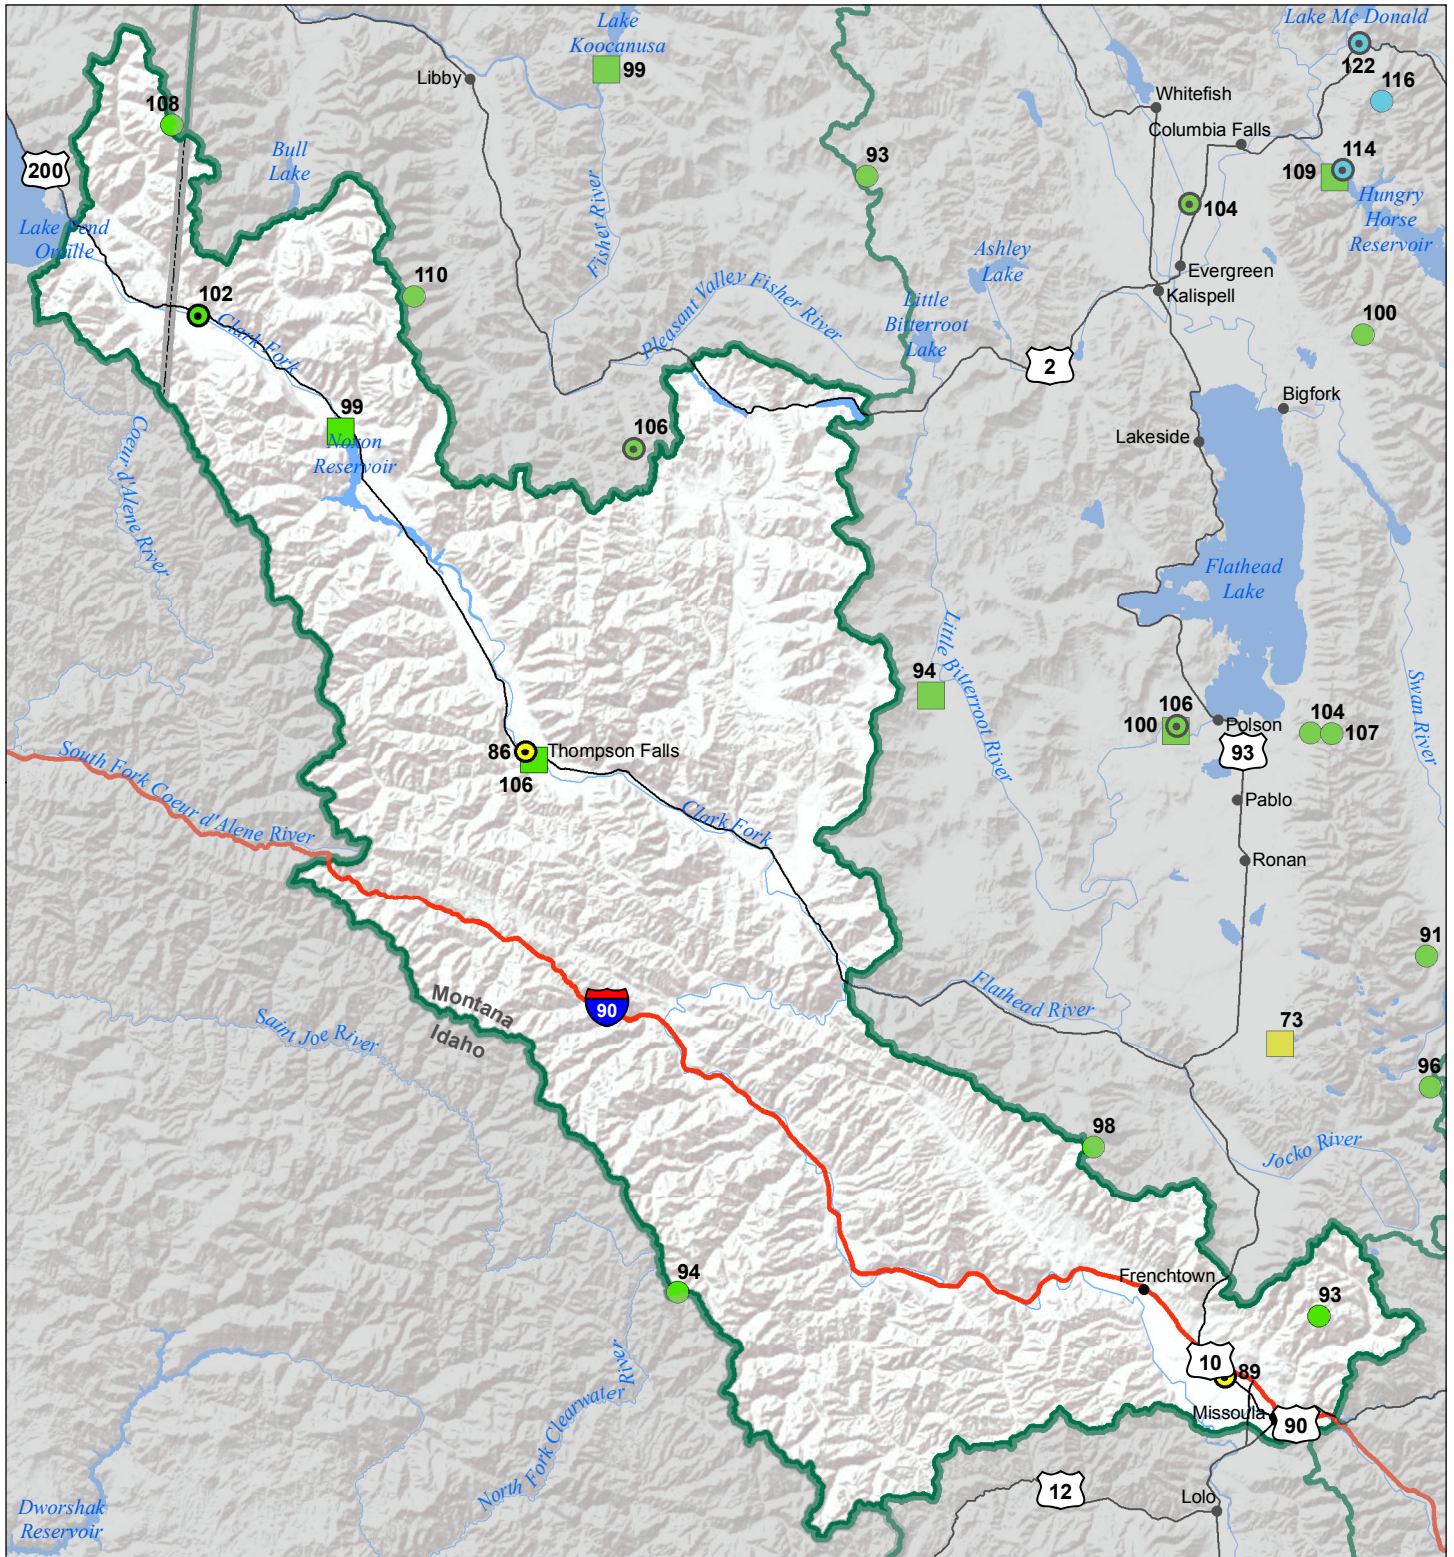 Lake Mc Donald
122
116
Lake
Koocanusa
99
Libby
Whitefish
Columbia Falls
108
Bull
Lake
200
93
114
109
Hungry
Horse
Reservoir
104
Fisher River
Lake Pend
Oreille
Ashley
Lake
Evergreen
Kalispell
110
102
Clark Fork
Pleasant Valley Fisher River
Little
Bitterroot
Lake
2
100
Bigfork
99
Noxon
Reservoir
106
Lakeside
Coeur d'Alene River
Flathead
Lake
94
Little Bitterroot River
Swan River
106
100
Polson
104
107
93
86
Thompson Falls
106
South Fork Coeur d'Alene River
Clark Fork
Pablo
Ronan
91
Montana
Idaho
90
Flathead River
Saint Joe River
73
96
98
Jocko River
94
Frenchtown
93
10
89
Missoula
90
North Fork Clearwater River
12
Lolo
Dworshak
Reservoir